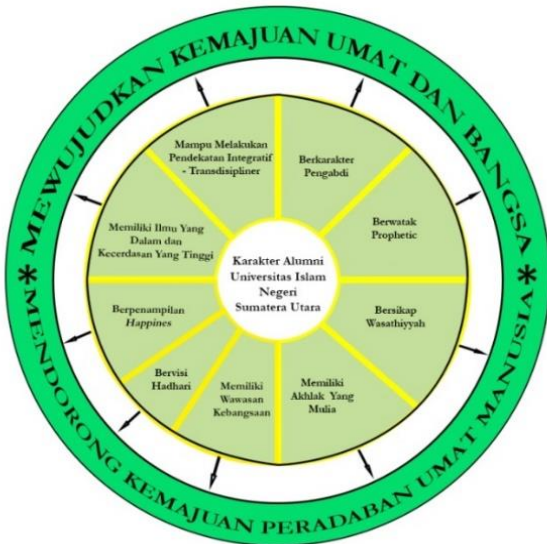 MEWUJUDKAN KEMAJUAN UMAT DAN BANGSA
*
*
MENDORONG KEMAJUAN PERADABAN UMAT MANUSIA
Karakter Alumni
Universitas Islam
Negeri
Sumatera Utara
Berkarakter
Pengabdi
Berwatak
Prophetic
Bersikap
Wasathiyyah
Memiliki
Akhlak Yang
Mulia
Memiliki
Wawasan
Kebangsaan
Bervisi
Hadhari
Berpenampilan
Happines
Memiliki Ilmu Yang
Dalam dan
Kecerdasan Yang Tinggi
Mampu Melakukan
Pendekatan Integratif
- Transdisipliner